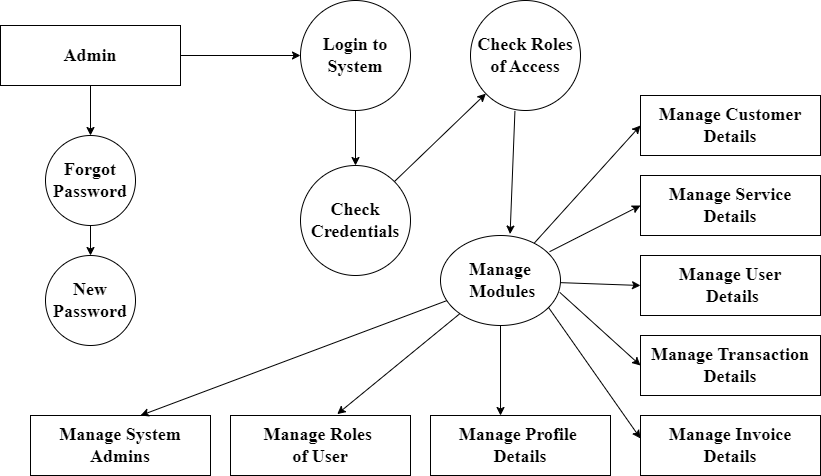 Admin
Login to
System
Check Roles
of Access
Manage Customer
Details
Forgot
Password
Check
Credentials
Manage Service
Details
New
Password
Manage
Modules
Manage User
Details
Manage Transaction
Details
Manage System
Admins
Manage Roles
of User
Manage Profile
Details
Manage Invoice
Details